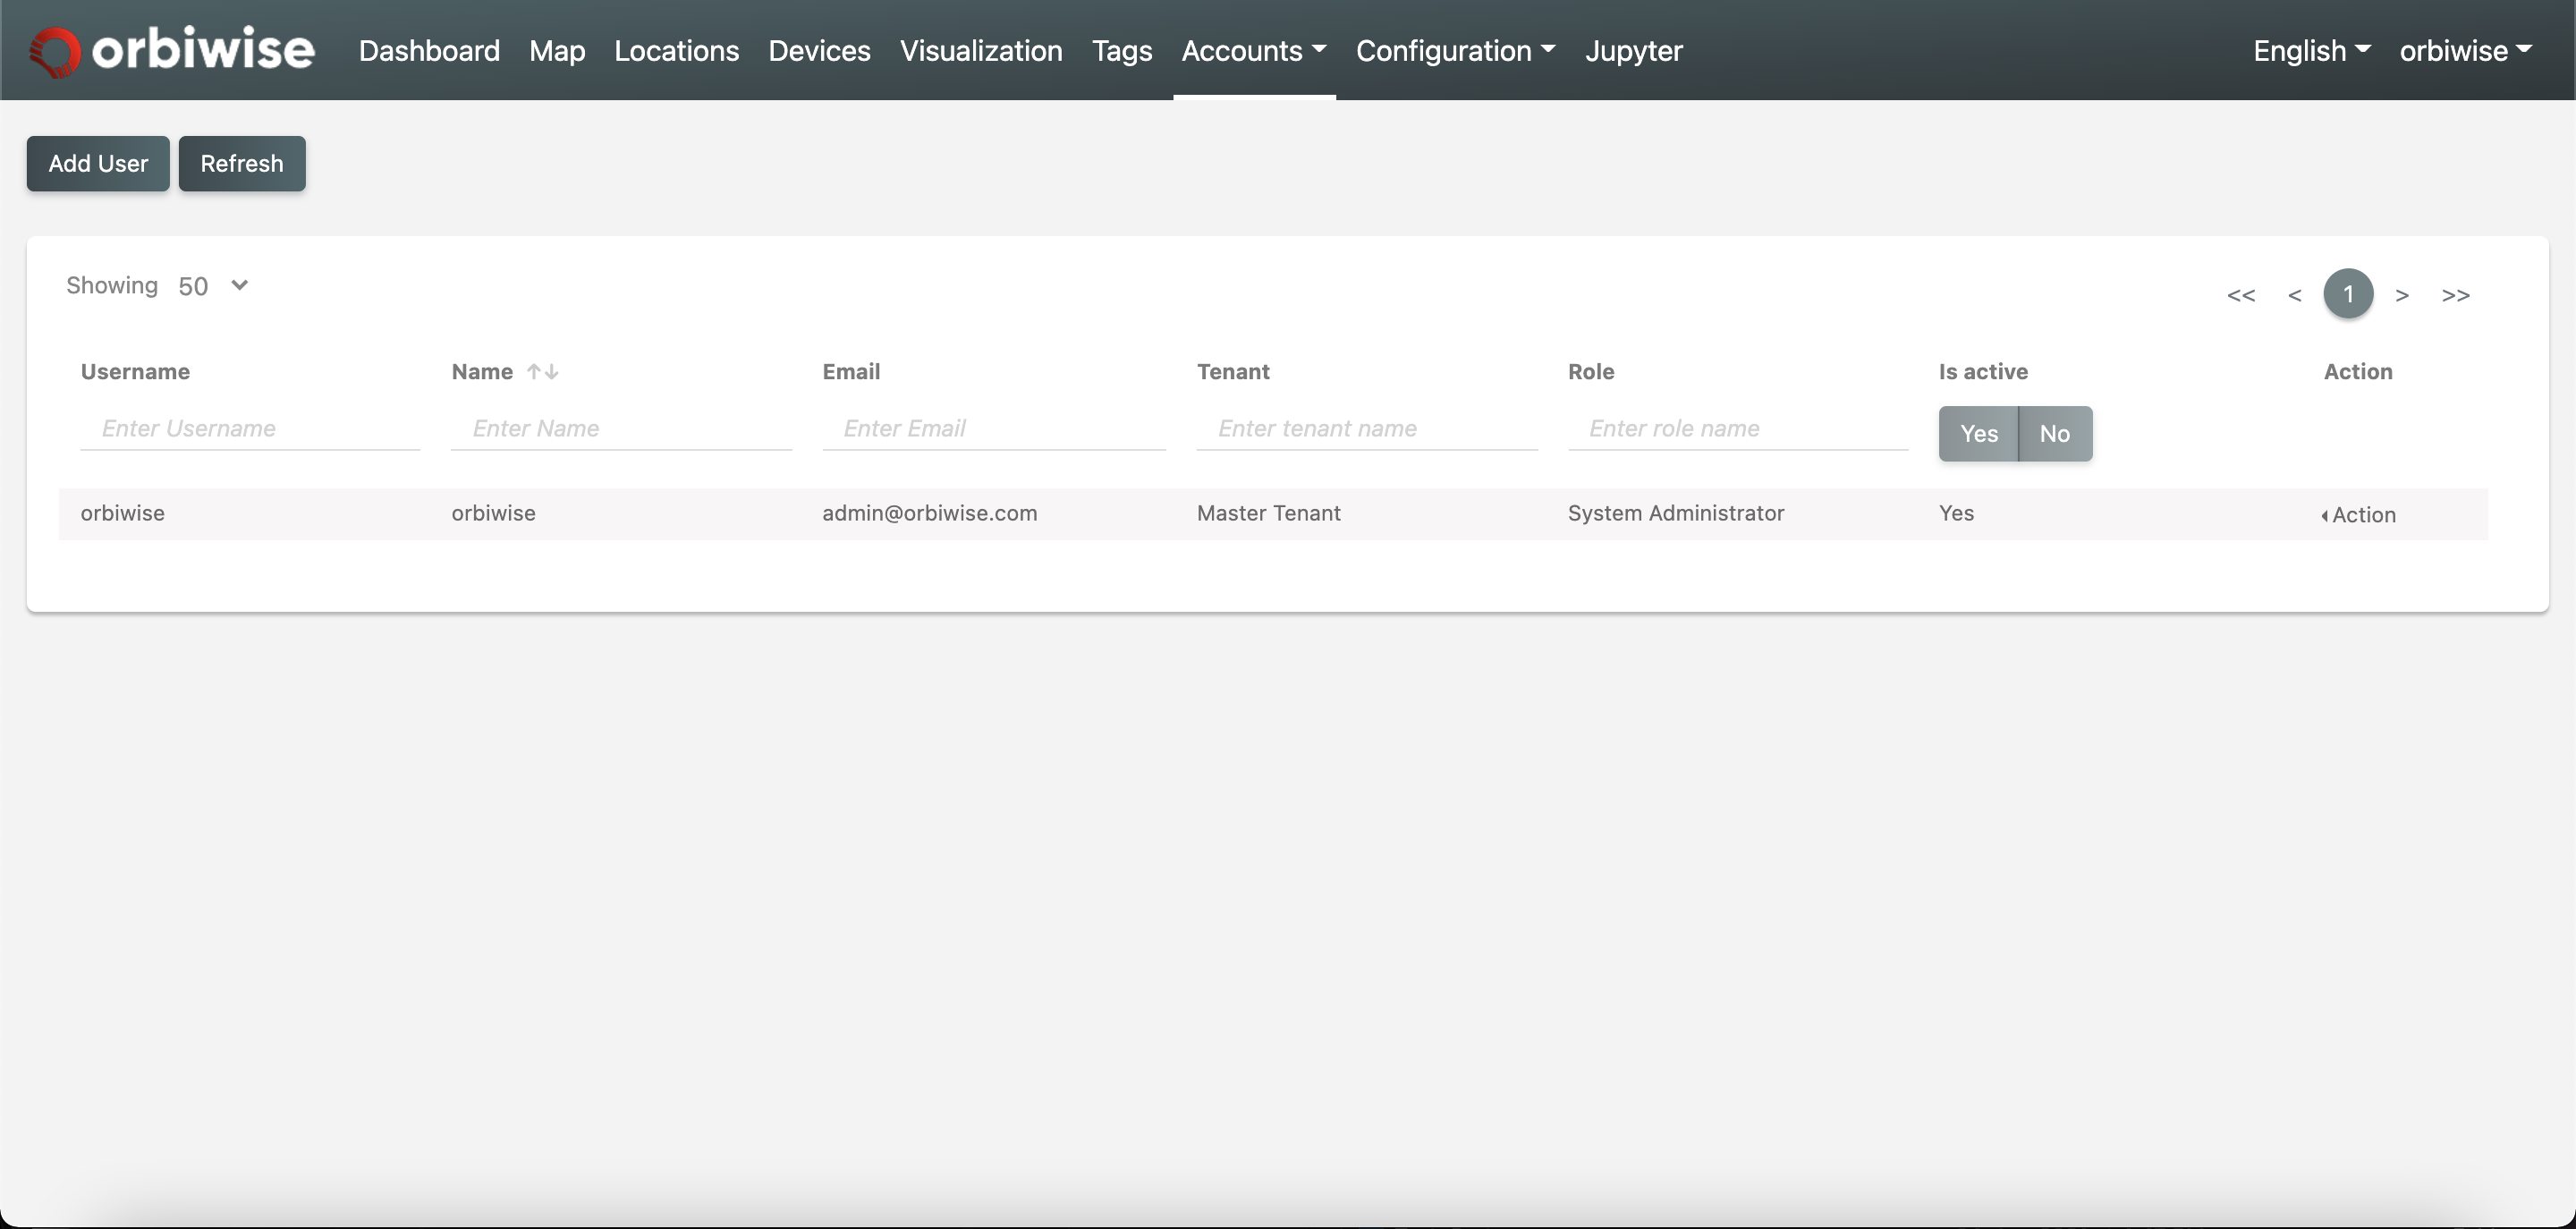 orbiwise Dashboard Map Locations Devices Visualization Tags Accounts Configuration Jupyter English orbiwise
Add User Refresh
Showing 50 << < 1 > >>
Username Name Email Tenant Role Is active Action
Enter Username Enter Name Enter Email Enter tenant name Enter role name Yes No
orbiwise orbiwise admin@orbiwise.com Master Tenant System Administrator Yes Action